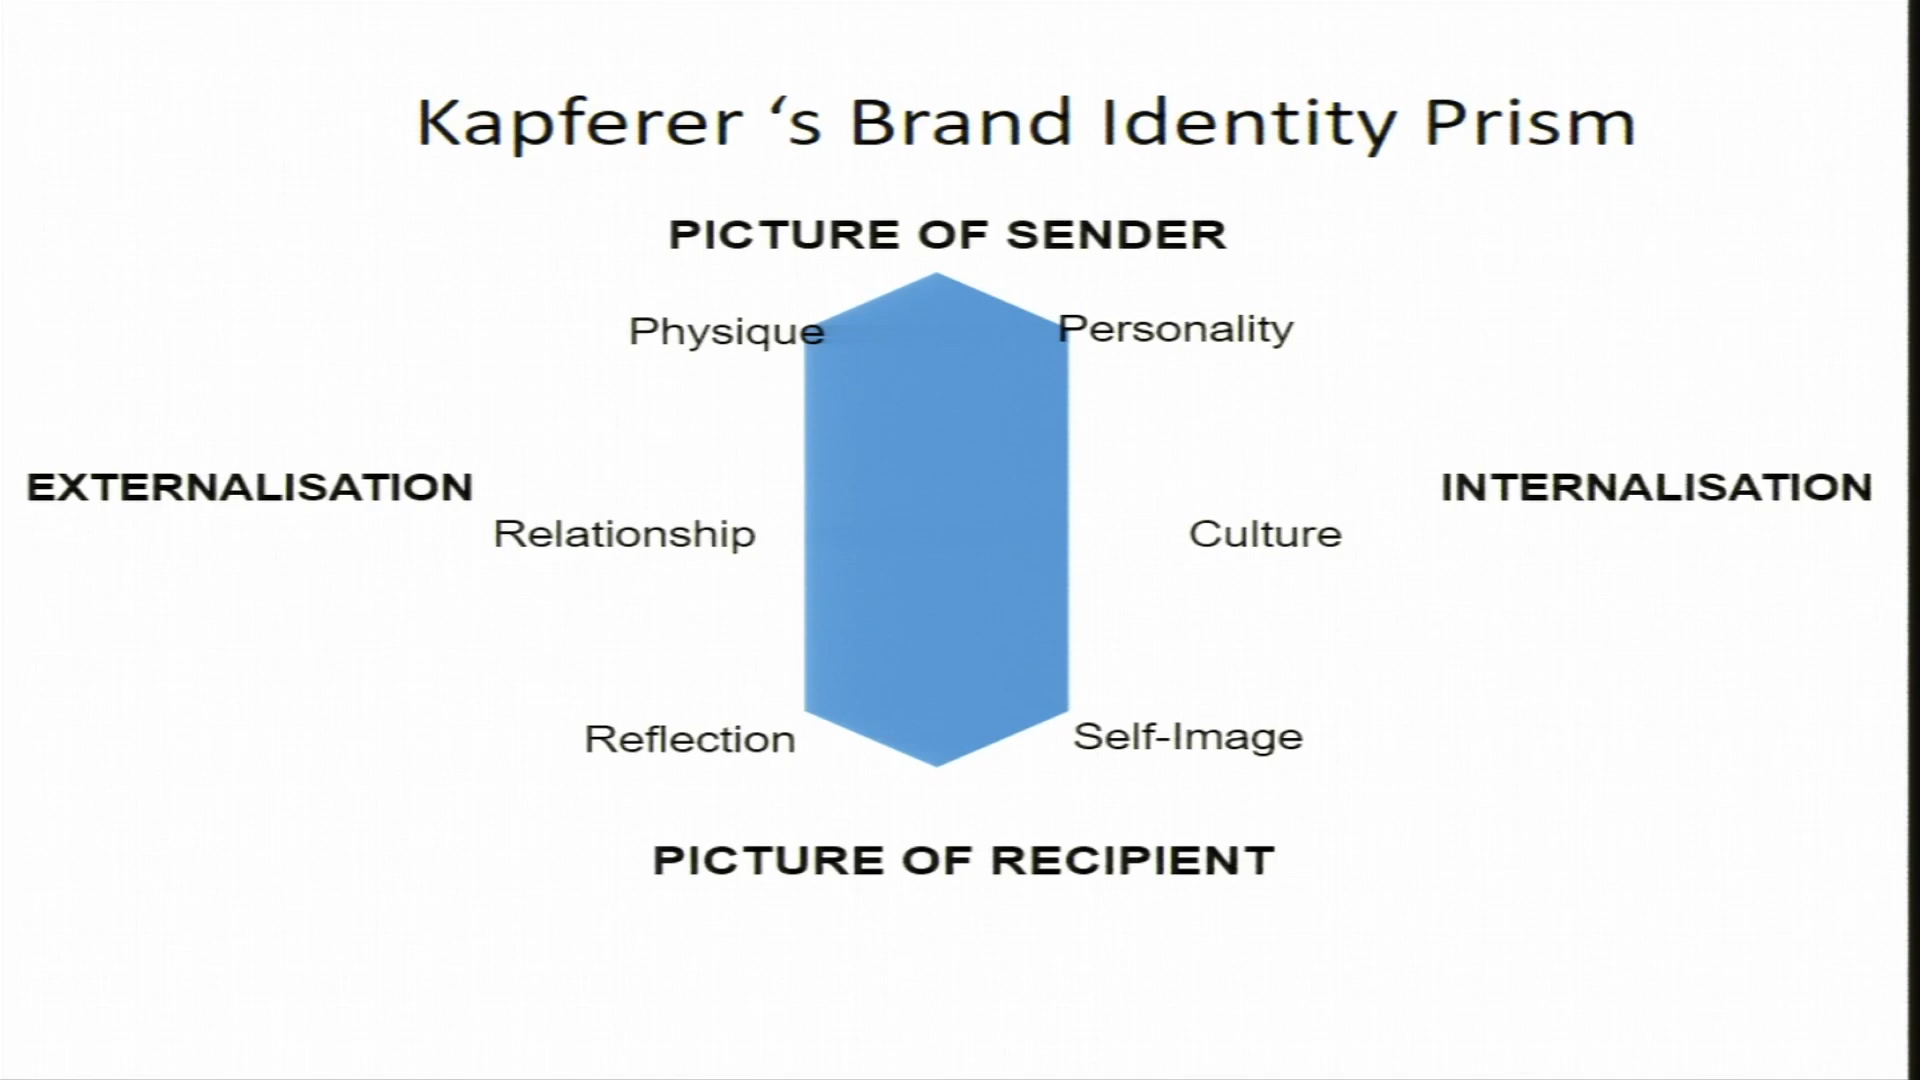 Kapferer ‘s Brand Identity Prism
PICTURE OF SENDER
Physique
Personality
EXTERNALISATION
INTERNALISATION
Relationship
Culture
Reflection
Self-Image
PICTURE OF RECIPIENT